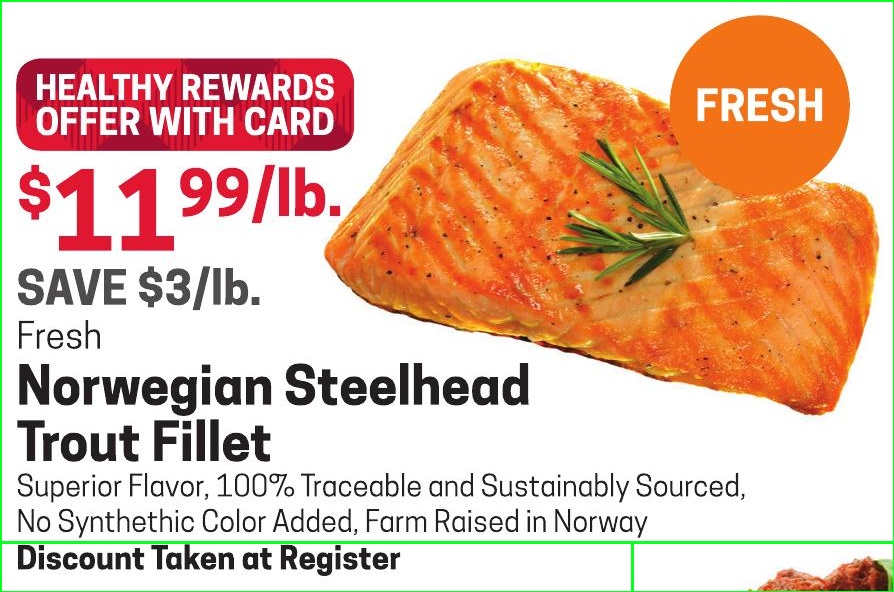 HEALTHY REWARDS
OFFER WITH CARD
FRESH
$11 99/lb.
SAVE $3/lb.
Fresh
Norwegian Steelhead
Trout Fillet
Superior Flavor, 100% Traceable and Sustainably Sourced,
No Synthethic Color Added, Farm Raised in Norway
Discount Taken at Register